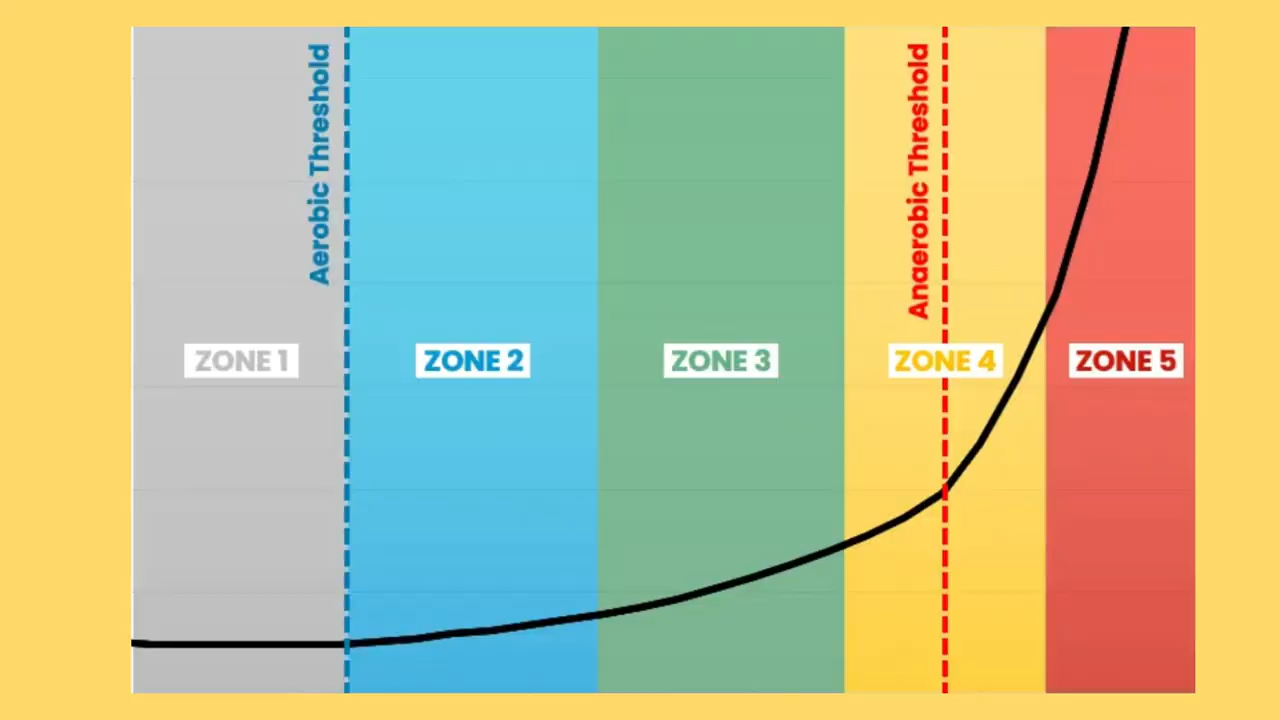 Aerobic Threshold
Anaerobic Threshold
ZONE 1
ZONE 2
ZONE 3
ZONE 4
ZONE 5